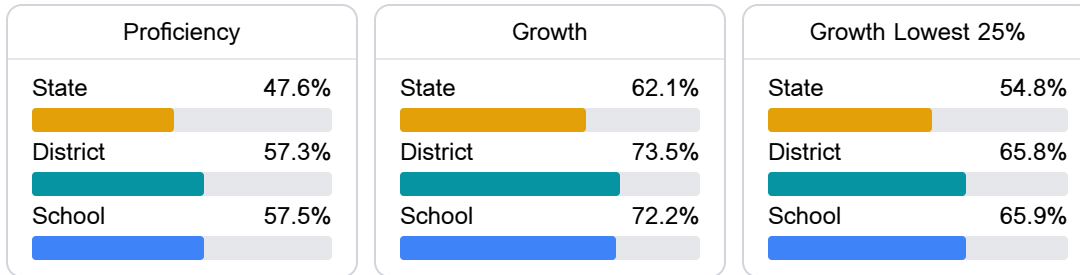 Proficiency
State 47.6%
District 57.3%
School 57.5%
Growth
State 62.1%
District 73.5%
School 72.2%
Growth Lowest 25%
State 54.8%
District 65.8%
School 65.9%